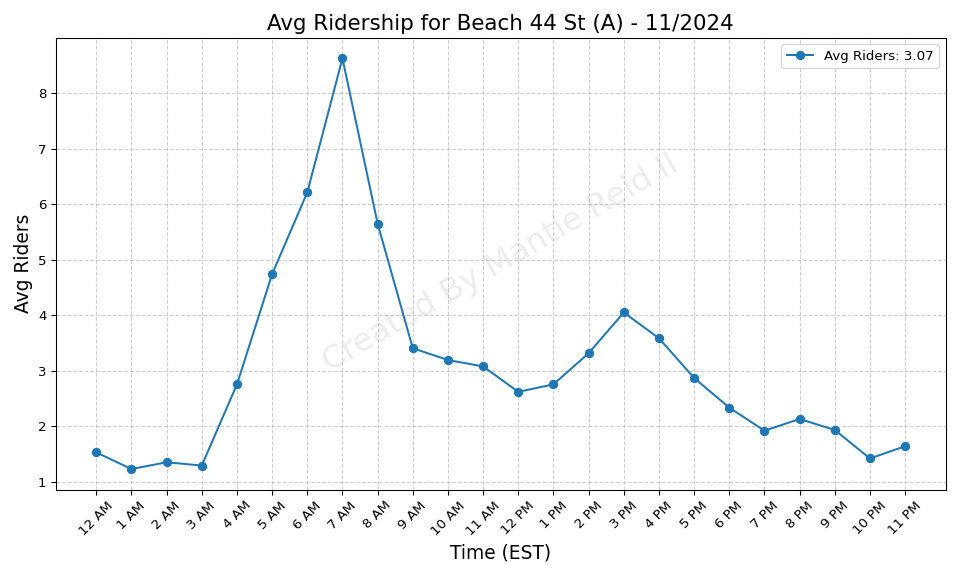 Avg Ridership for Beach 44 St (A) - 11/2024
Avg Riders: 3.07
Avg Riders
8
7
6
5
4
3
2
1
Created By Mantie Reid II
12 AM
1 AM
2 AM
3 AM
4 AM
5 AM
6 AM
7 AM
8 AM
9 AM
10 AM
11 AM
12 PM
1 PM
2 PM
3 PM
4 PM
5 PM
6 PM
7 PM
8 PM
9 PM
10 PM
11 PM
Time (EST)